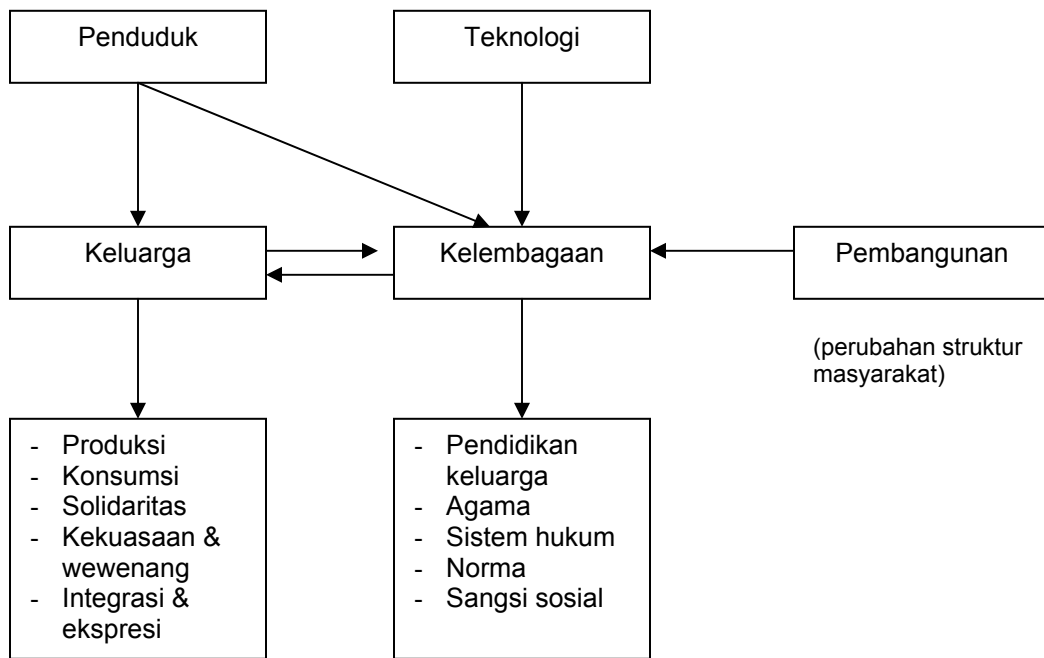 Penduduk
Teknologi
Keluarga
Kelembagaan
Pembangunan
(perubahan struktur
masyarakat)
- Produksi
- Konsumsi
- Solidaritas
- Kekuasaan &
wewenang
- Integrasi &
ekspresi
- Pendidikan
keluarga
- Agama
- Sistem hukum
- Norma
- Sangsi sosial